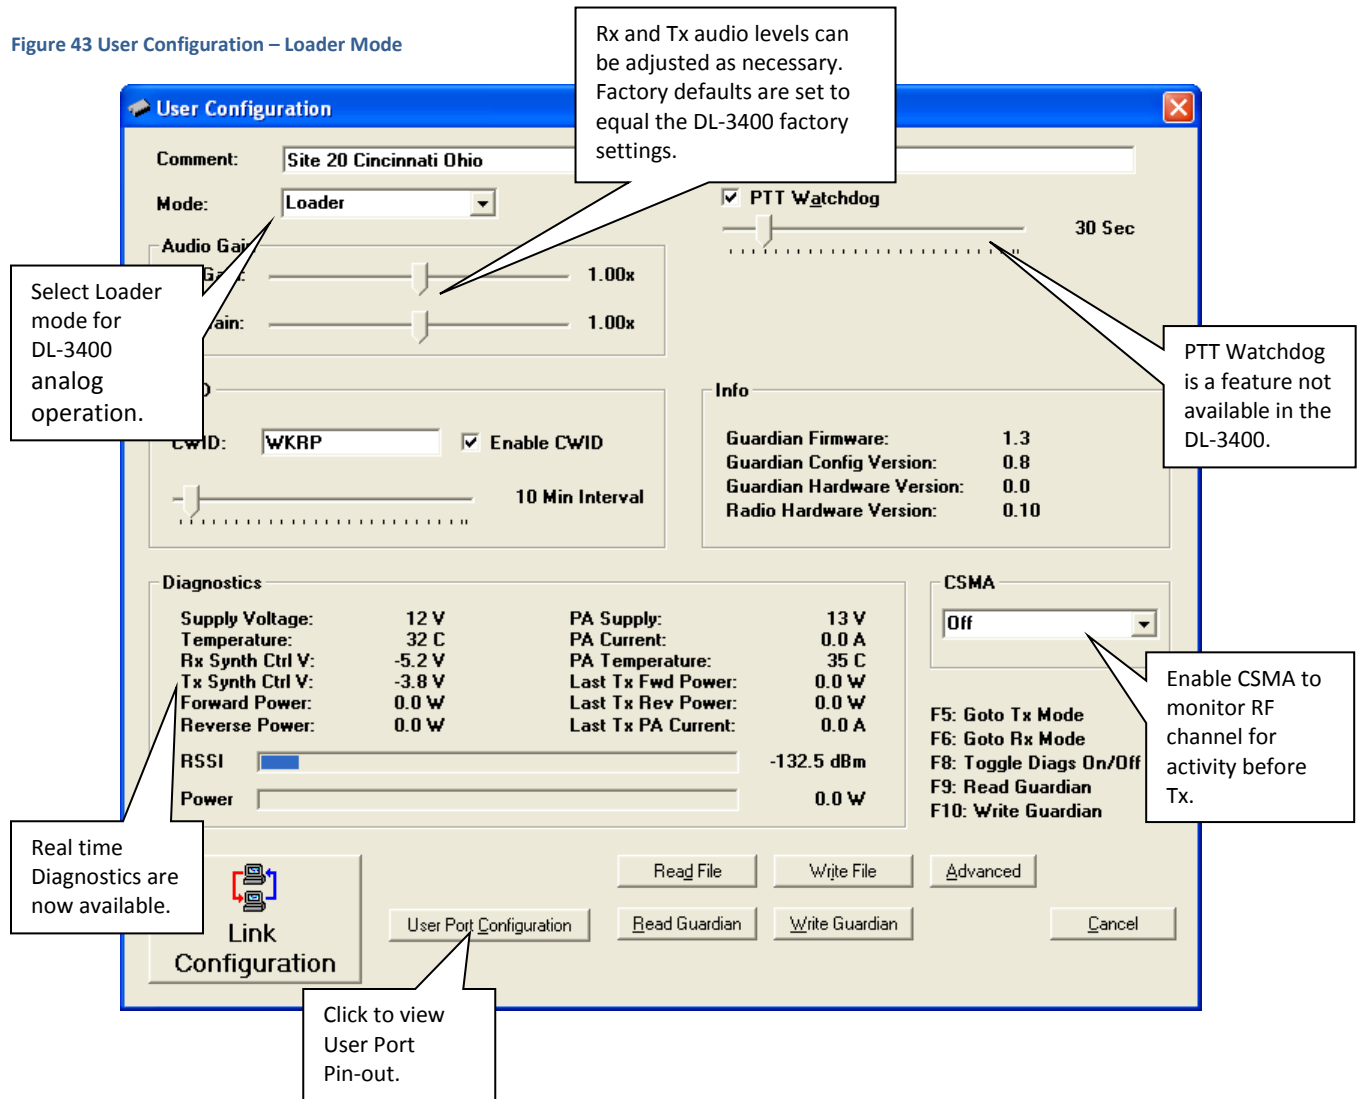 Figure 43 User Configuration – Loader Mode
Rx and Tx audio levels can
be adjusted as necessary.
Factory defaults are set to
equal the DL-3400 factory
settings.
User Configuration
Comment:
Site 20 Cincinnati Ohio
Mode:
Loader
PTT Watchdog
30 Sec
Audio Gain
1.00x
1.00x
Select Loader
mode for
DL-3400
analog
operation.
PTT Watchdog
is a feature not
available in the
DL-3400.
CWID:
WKRP
Enable CWID
10 Min Interval
Info
Guardian Firmware: 1.3
Guardian Config Version: 0.8
Guardian Hardware Version: 0.0
Radio Hardware Version: 0.10
Diagnostics
Supply Voltage: 12 V
Temperature: 32 C
Rx Synth Ctrl V: -5.2 V
Tx Synth Ctrl V: -3.8 V
Forward Power: 0.0 W
Reverse Power: 0.0 W
PA Supply: 13 V
PA Current: 0.0 A
PA Temperature: 35 C
Last Tx Fwd Power: 0.0 W
Last Tx Rev Power: 0.0 W
Last Tx PA Current: 0.0 A
RSSI -132.5 dBm
Power 0.0 W
CSMA
Off
Enable CSMA to
monitor RF
channel for
activity before
Tx.
F5: Goto Tx Mode
F6: Goto Rx Mode
F8: Toggle Diags On/Off
F9: Read Guardian
F10: Write Guardian
Real time
Diagnostics are
now available.
Link
Configuration
Read File
Write File
Advanced
User Port Configuration
Read Guardian
Write Guardian
Cancel
Click to view
User Port
Pin-out.